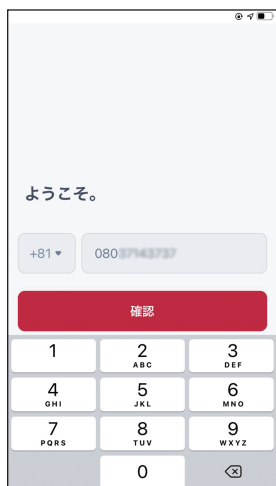 ようこそ。
+81
080
確認
1
2
ABC
3
DEF
4
GHI
5
JKL
6
MNO
7
PQRS
8
TUV
9
WXYZ
0